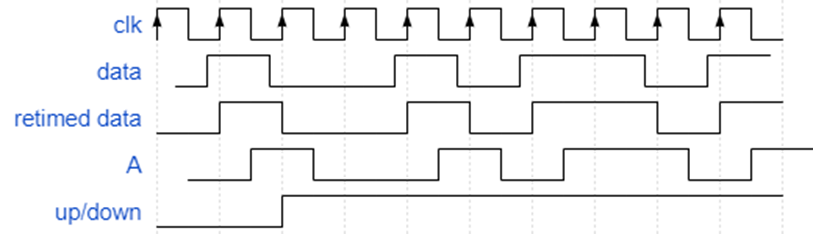 clk
data
retimed data
A
up/down